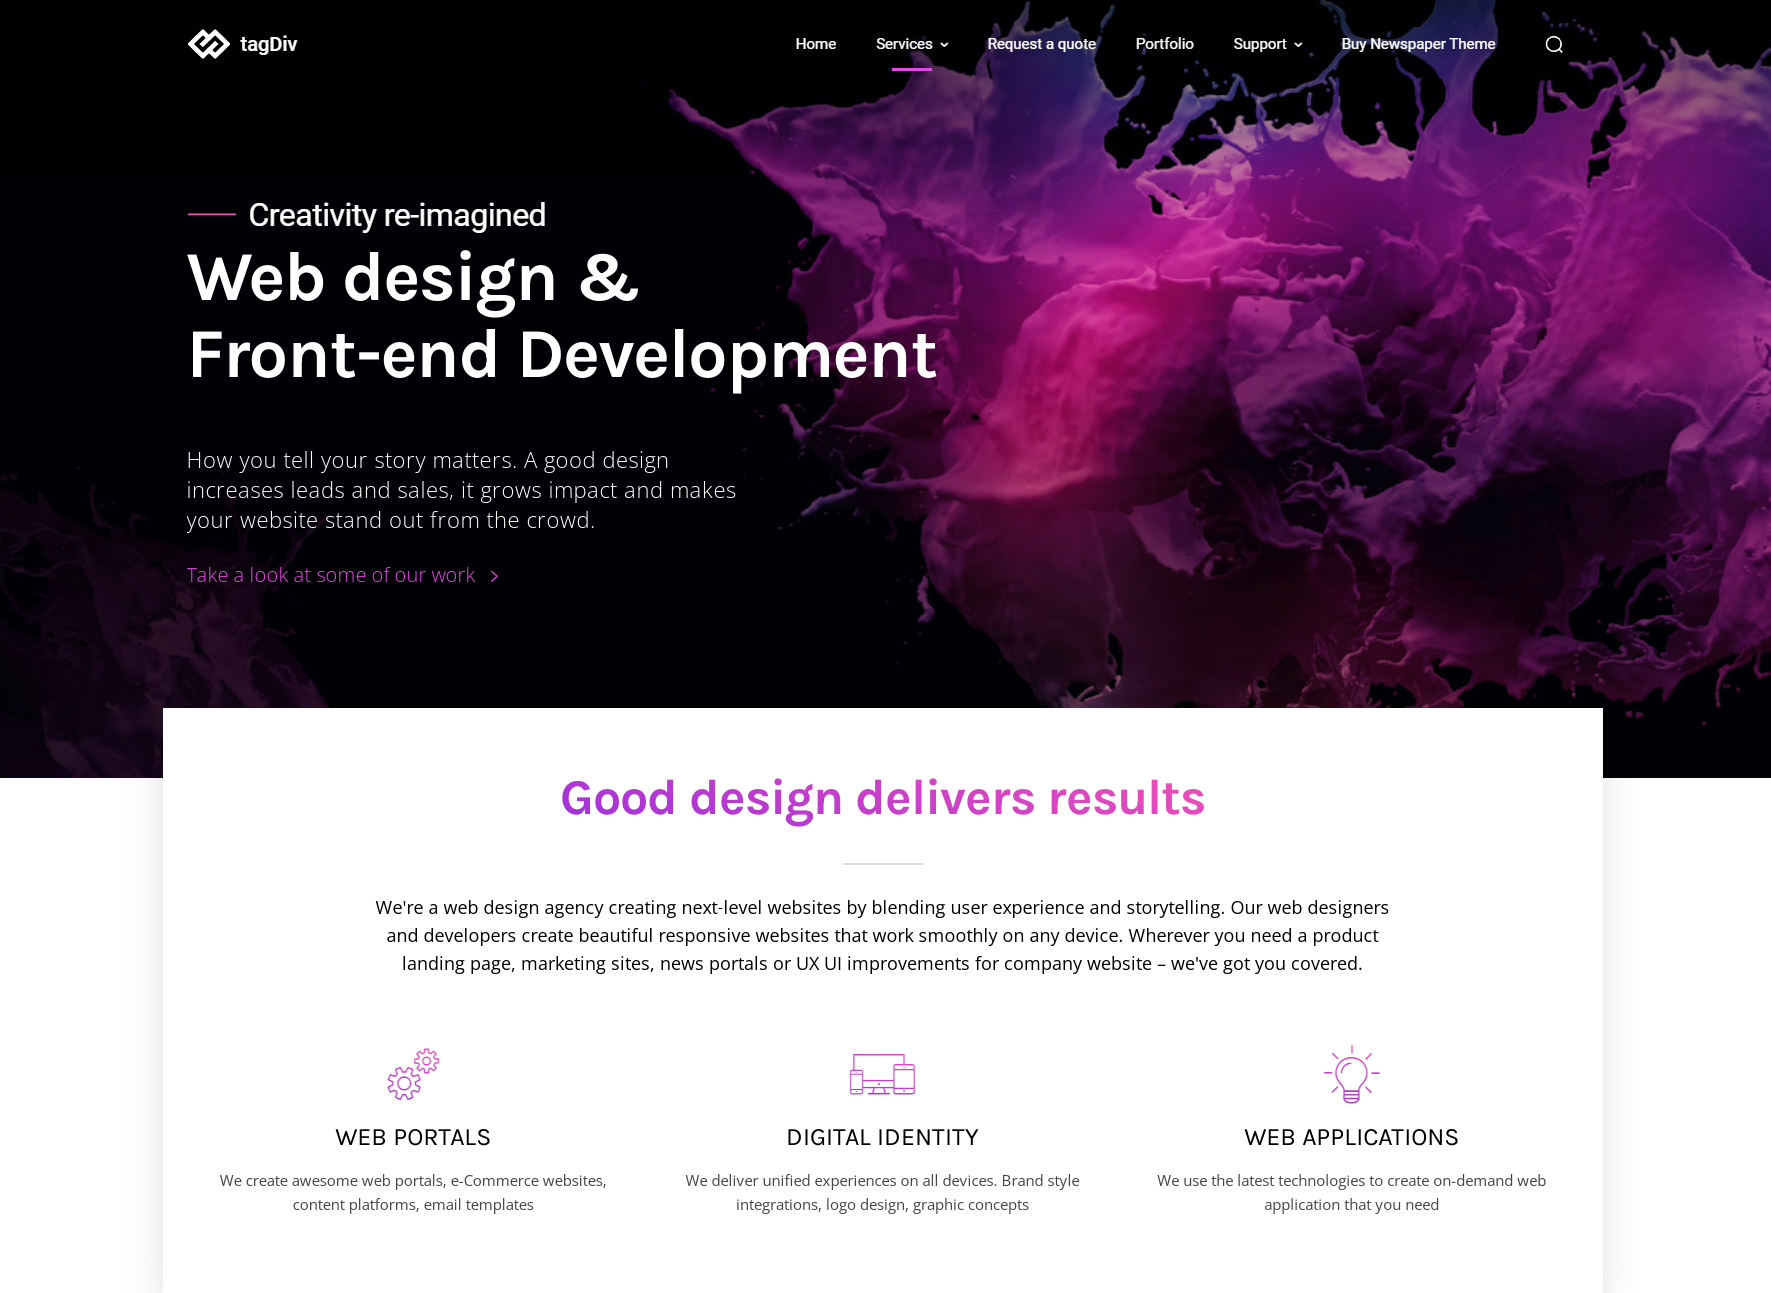 tagDiv
Home Services Request a quote Portfolio Support Buy Newspaper Theme
Creativity re-imagined
Web design &
Front-end Development
How you tell your story matters. A good design
increases leads and sales, it grows impact and makes
your website stand out from the crowd.
Take a look at some of our work
Good design delivers results
We're a web design agency creating next-level websites by blending user experience and storytelling. Our web designers
and developers create beautiful responsive websites that work smoothly on any device. Wherever you need a product
landing page, marketing sites, news portals or UX UI improvements for company website – we've got you covered.
WEB PORTALS
We create awesome web portals, e-Commerce websites,
content platforms, email templates
DIGITAL IDENTITY
We deliver unified experiences on all devices. Brand style
integrations, logo design, graphic concepts
WEB APPLICATIONS
We use the latest technologies to create on-demand web
application that you need